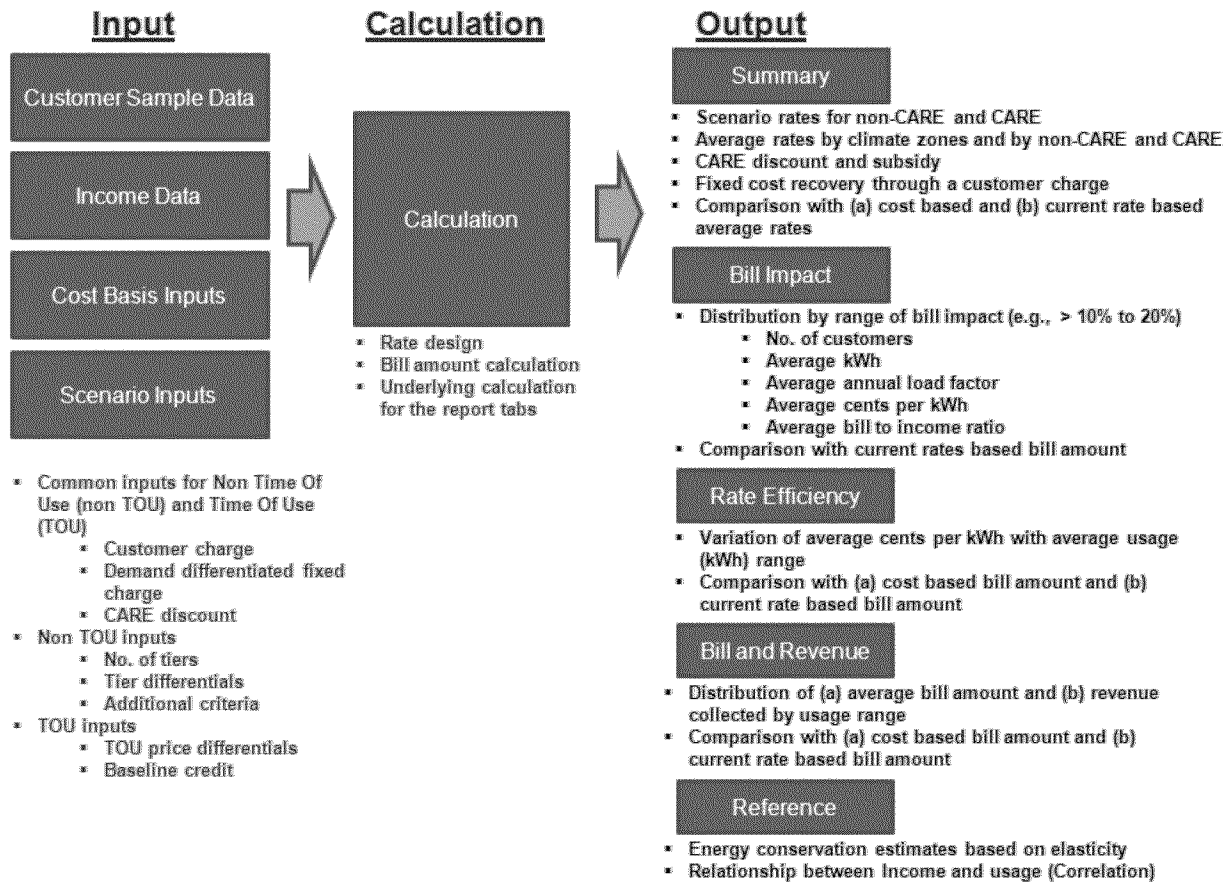 Input
Customer Sample Data
Income Data
Cost Basis Inputs
Scenario Inputs
▪ Common inputs for Non Time Of
Use (non TOU) and Time Of Use
(TOU)
▪ Customer charge
▪ Demand differentiated fixed
charge
▪ CARE discount
▪ Non TOU inputs
▪ No. of tiers
▪ Tier differentials
▪ Additional criteria
▪ TOU inputs
▪ TOU price differentials
▪ Baseline credit
Calculation
Calculation
▪ Rate design
▪ Bill amount calculation
▪ Underlying calculation
for the report tabs
Output
Summary
▪ Scenario rates for non-CARE and CARE
▪ Average rates by climate zones and by non-CARE and CARE
▪ CARE discount and subsidy
▪ Fixed cost recovery through a customer charge
▪ Comparison with (a) cost based and (b) current rate based
average rates
Bill Impact
▪ Distribution by range of bill impact (e.g., > 10% to 20%)
▪ No. of customers
▪ Average kWh
▪ Average annual load factor
▪ Average cents per kWh
▪ Average bill to income ratio
▪ Comparison with current rates based bill amount
Rate Efficiency
▪ Variation of average cents per kWh with average usage
(kWh) range
▪ Comparison with (a) cost based bill amount and (b)
current rate based bill amount
Bill and Revenue
▪ Distribution of (a) average bill amount and (b) revenue
collected by usage range
▪ Comparison with (a) cost based bill amount and (b)
current rate based bill amount
Reference
▪ Energy conservation estimates based on elasticity
▪ Relationship between Income and usage (Correlation)